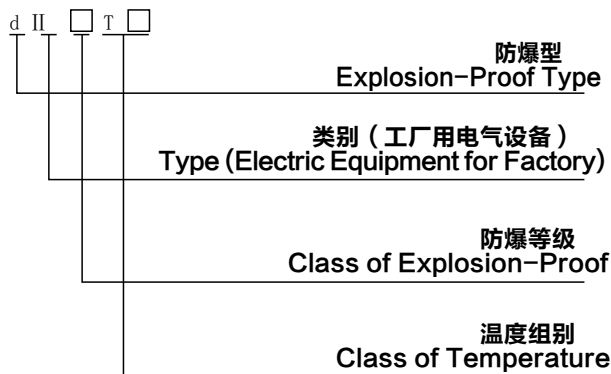 d II □ T □
防爆型
Explosion-Proof Type
类别（工厂用电气设备）
Type (Electric Equipment for Factory)
防爆等级
Class of Explosion-Proof
温度组别
Class of Temperature